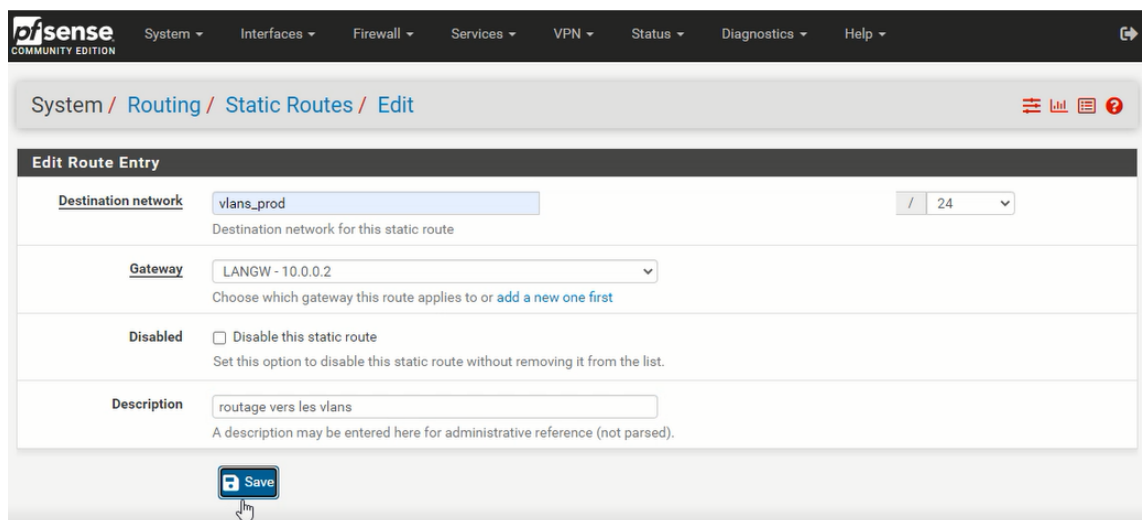 pfsense System Interfaces Firewall Services VPN Status Diagnostics Help
COMMUNITY EDITION
System / Routing / Static Routes / Edit
Edit Route Entry
Destination network vlans_prod / 24
Destination network for this static route
Gateway LANGW - 10.0.0.2
Choose which gateway this route applies to or add a new one first
Disabled Disable this static route
Set this option to disable this static route without removing it from the list.
Description routage vers les vlans
A description may be entered here for administrative reference (not parsed).
Save